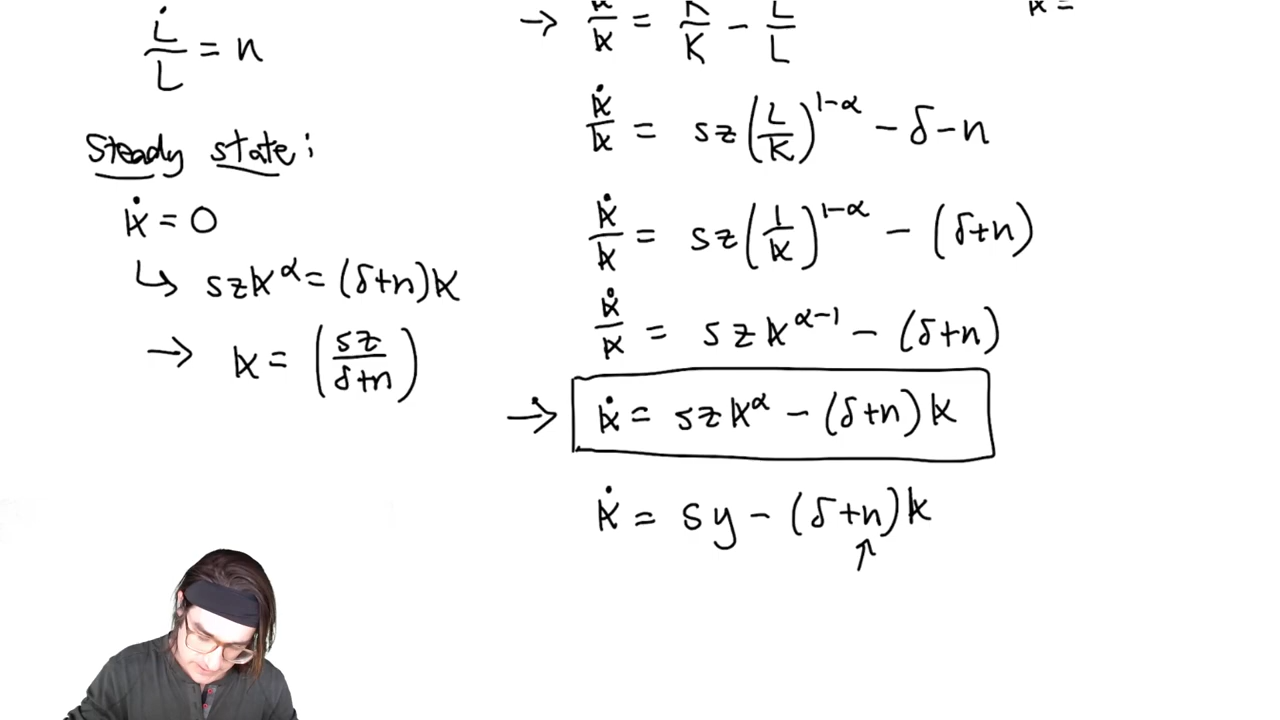 L̇/L = n
Steady state:
k̇ = 0
↳ szk^α = (δ+n)k
→ k = (sz/(δ+n))
→ k̇/k = K̇/K − L̇/L
k̇/k = sz(L/K)^(1−α) − δ − n
k̇/k = sz(1/k)^(1−α) − (δ+n)
k̇/k = szk^(α−1) − (δ+n)
→ k̇ = szk^α − (δ+n)k
k̇ = sy − (δ+n)k
↑